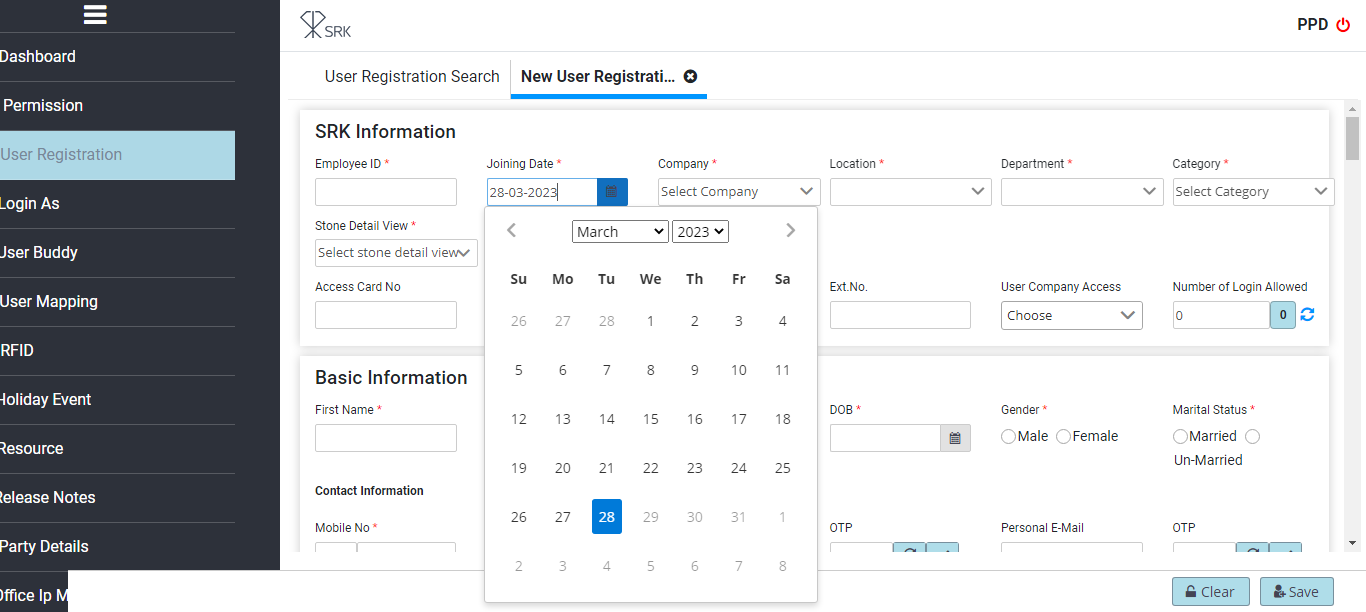 Dashboard
Permission
User Registration
Login As
User Buddy
User Mapping
RFID
Holiday Event
Resource
Release Notes
Party Details
Office Ip M
SRK
PPD
User Registration Search
New User Registrati...
SRK Information
Employee ID *
Joining Date *
Company *
Location *
Department *
Category *
28-03-2023
Select Company
Select Category
Stone Detail View *
Select stone detail view
Access Card No
Ext.No.
User Company Access
Number of Login Allowed
Choose
0
0
March
2023
Su Mo Tu We Th Fr Sa
26 27 28 1 2 3 4
5 6 7 8 9 10 11
12 13 14 15 16 17 18
19 20 21 22 23 24 25
26 27 28 29 30 31 1
2 3 4 5 6 7 8
Basic Information
First Name *
DOB *
Gender *
Marital Status *
Male
Female
Married
Un-Married
Contact Information
Mobile No *
OTP
Personal E-Mail
OTP
Clear
Save